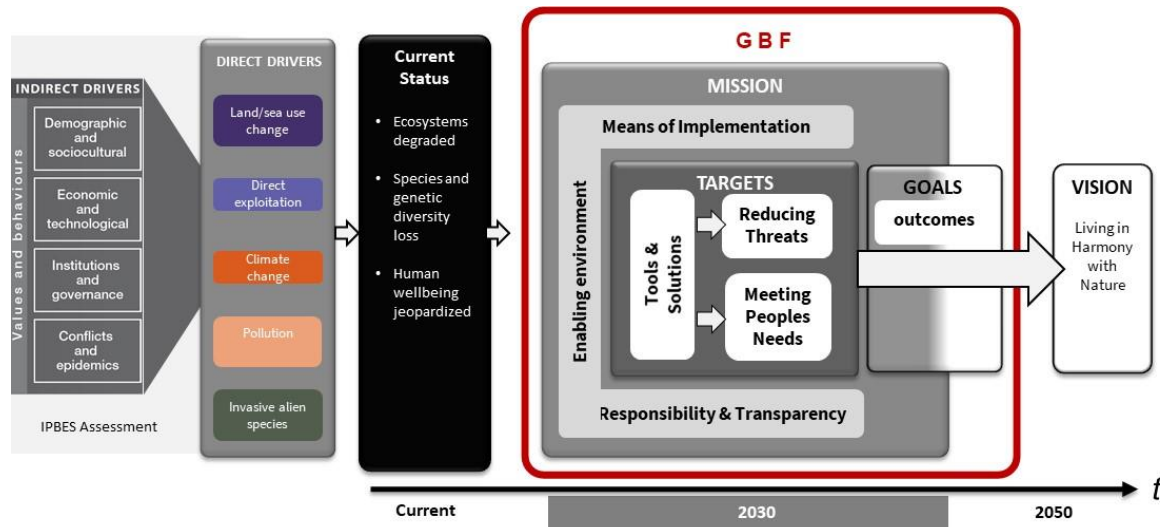 INDIRECT DRIVERS
Values and behaviours
Demographic
and
sociocultural
Economic
and
technological
Institutions
and
governance
Conflicts
and
epidemics
IPBES Assessment
DIRECT DRIVERS
Land/sea use
change
Direct
exploitation
Climate
change
Pollution
Invasive alien
species
Current
Status
• Ecosystems
degraded
• Species and
genetic
diversity
loss
• Human
wellbeing
jeopardized
G B F
MISSION
Means of Implementation
Enabling environment
TARGETS
Tools &
Solutions
Reducing
Threats
Meeting
Peoples
Needs
Responsibility & Transparency
GOALS
outcomes
VISION
Living in
Harmony
with
Nature
t
Current
2030
2050